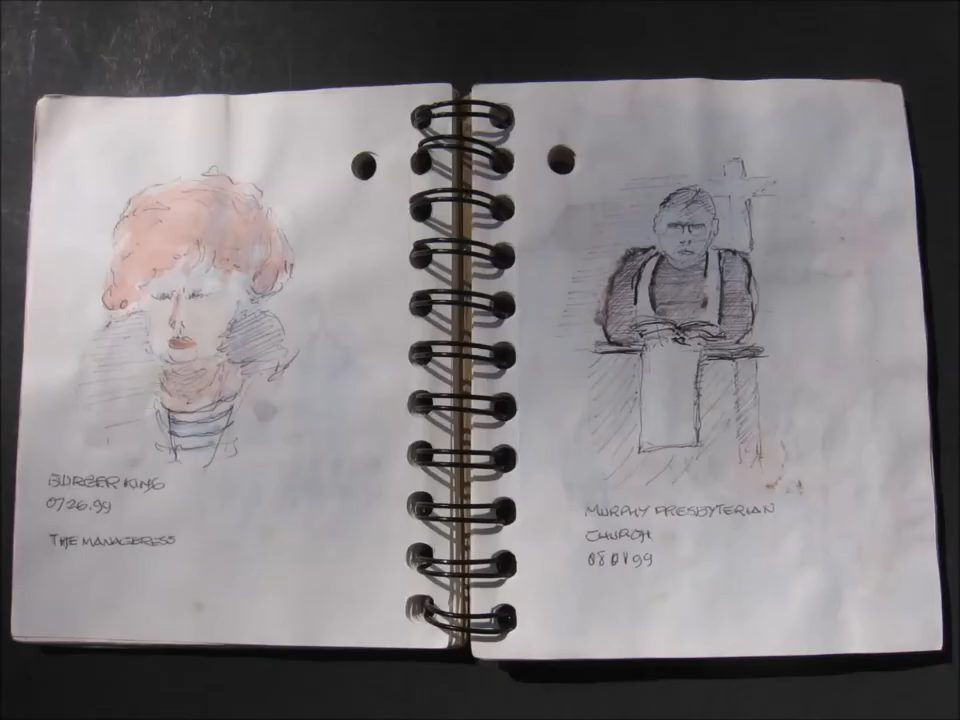 BURGER KING
07.26.99
THE MANAGERESS
MURPHY PRESBYTERIAN
CHURCH
08 01 99